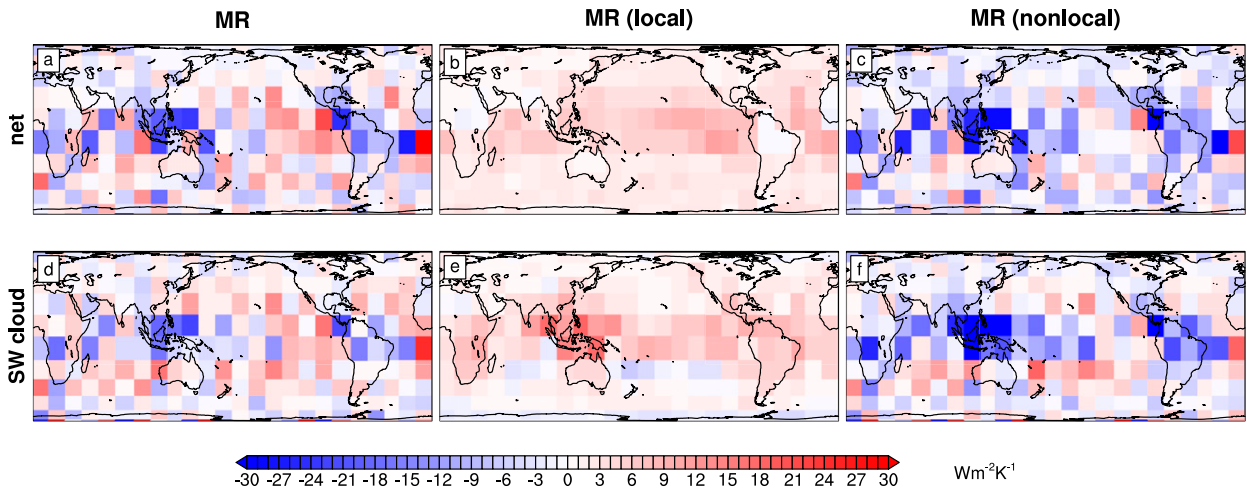 MR MR (local) MR (nonlocal)
net
a b c
SW cloud
d e f
-30 -27 -24 -21 -18 -15 -12 -9 -6 -3 0 3 6 9 12 15 18 21 24 27 30 Wm⁻²K⁻¹